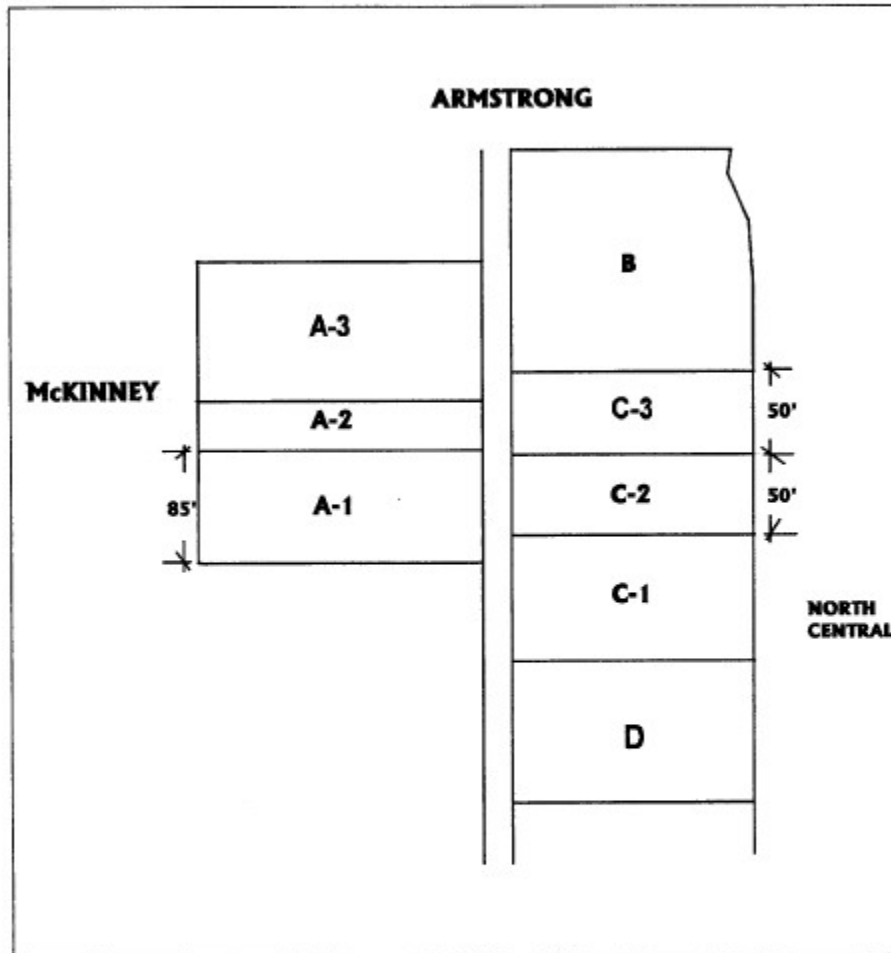 ARMSTRONG
B
A-3
McKINNEY
C-3
50'
A-2
C-2
50'
85'
A-1
C-1
NORTH
CENTRAL
D